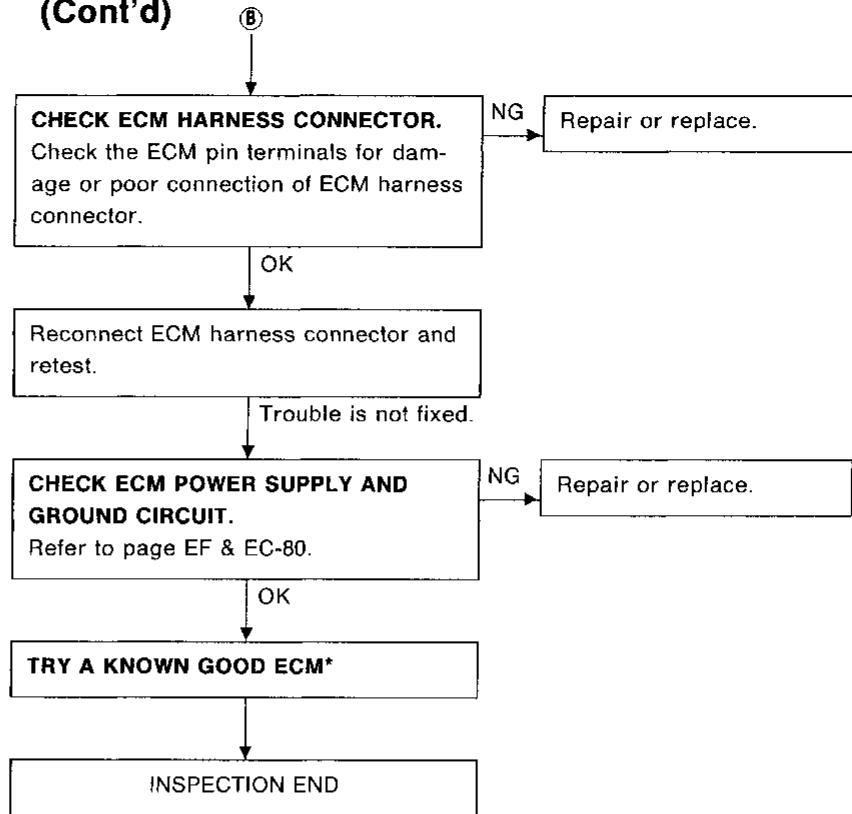 (Cont'd)
B
CHECK ECM HARNESS CONNECTOR.
Check the ECM pin terminals for dam-
age or poor connection of ECM harness
connector.
NG
Repair or replace.
OK
Reconnect ECM harness connector and
retest.
Trouble is not fixed.
CHECK ECM POWER SUPPLY AND
GROUND CIRCUIT.
Refer to page EF & EC-80.
NG
Repair or replace.
OK
TRY A KNOWN GOOD ECM*
INSPECTION END